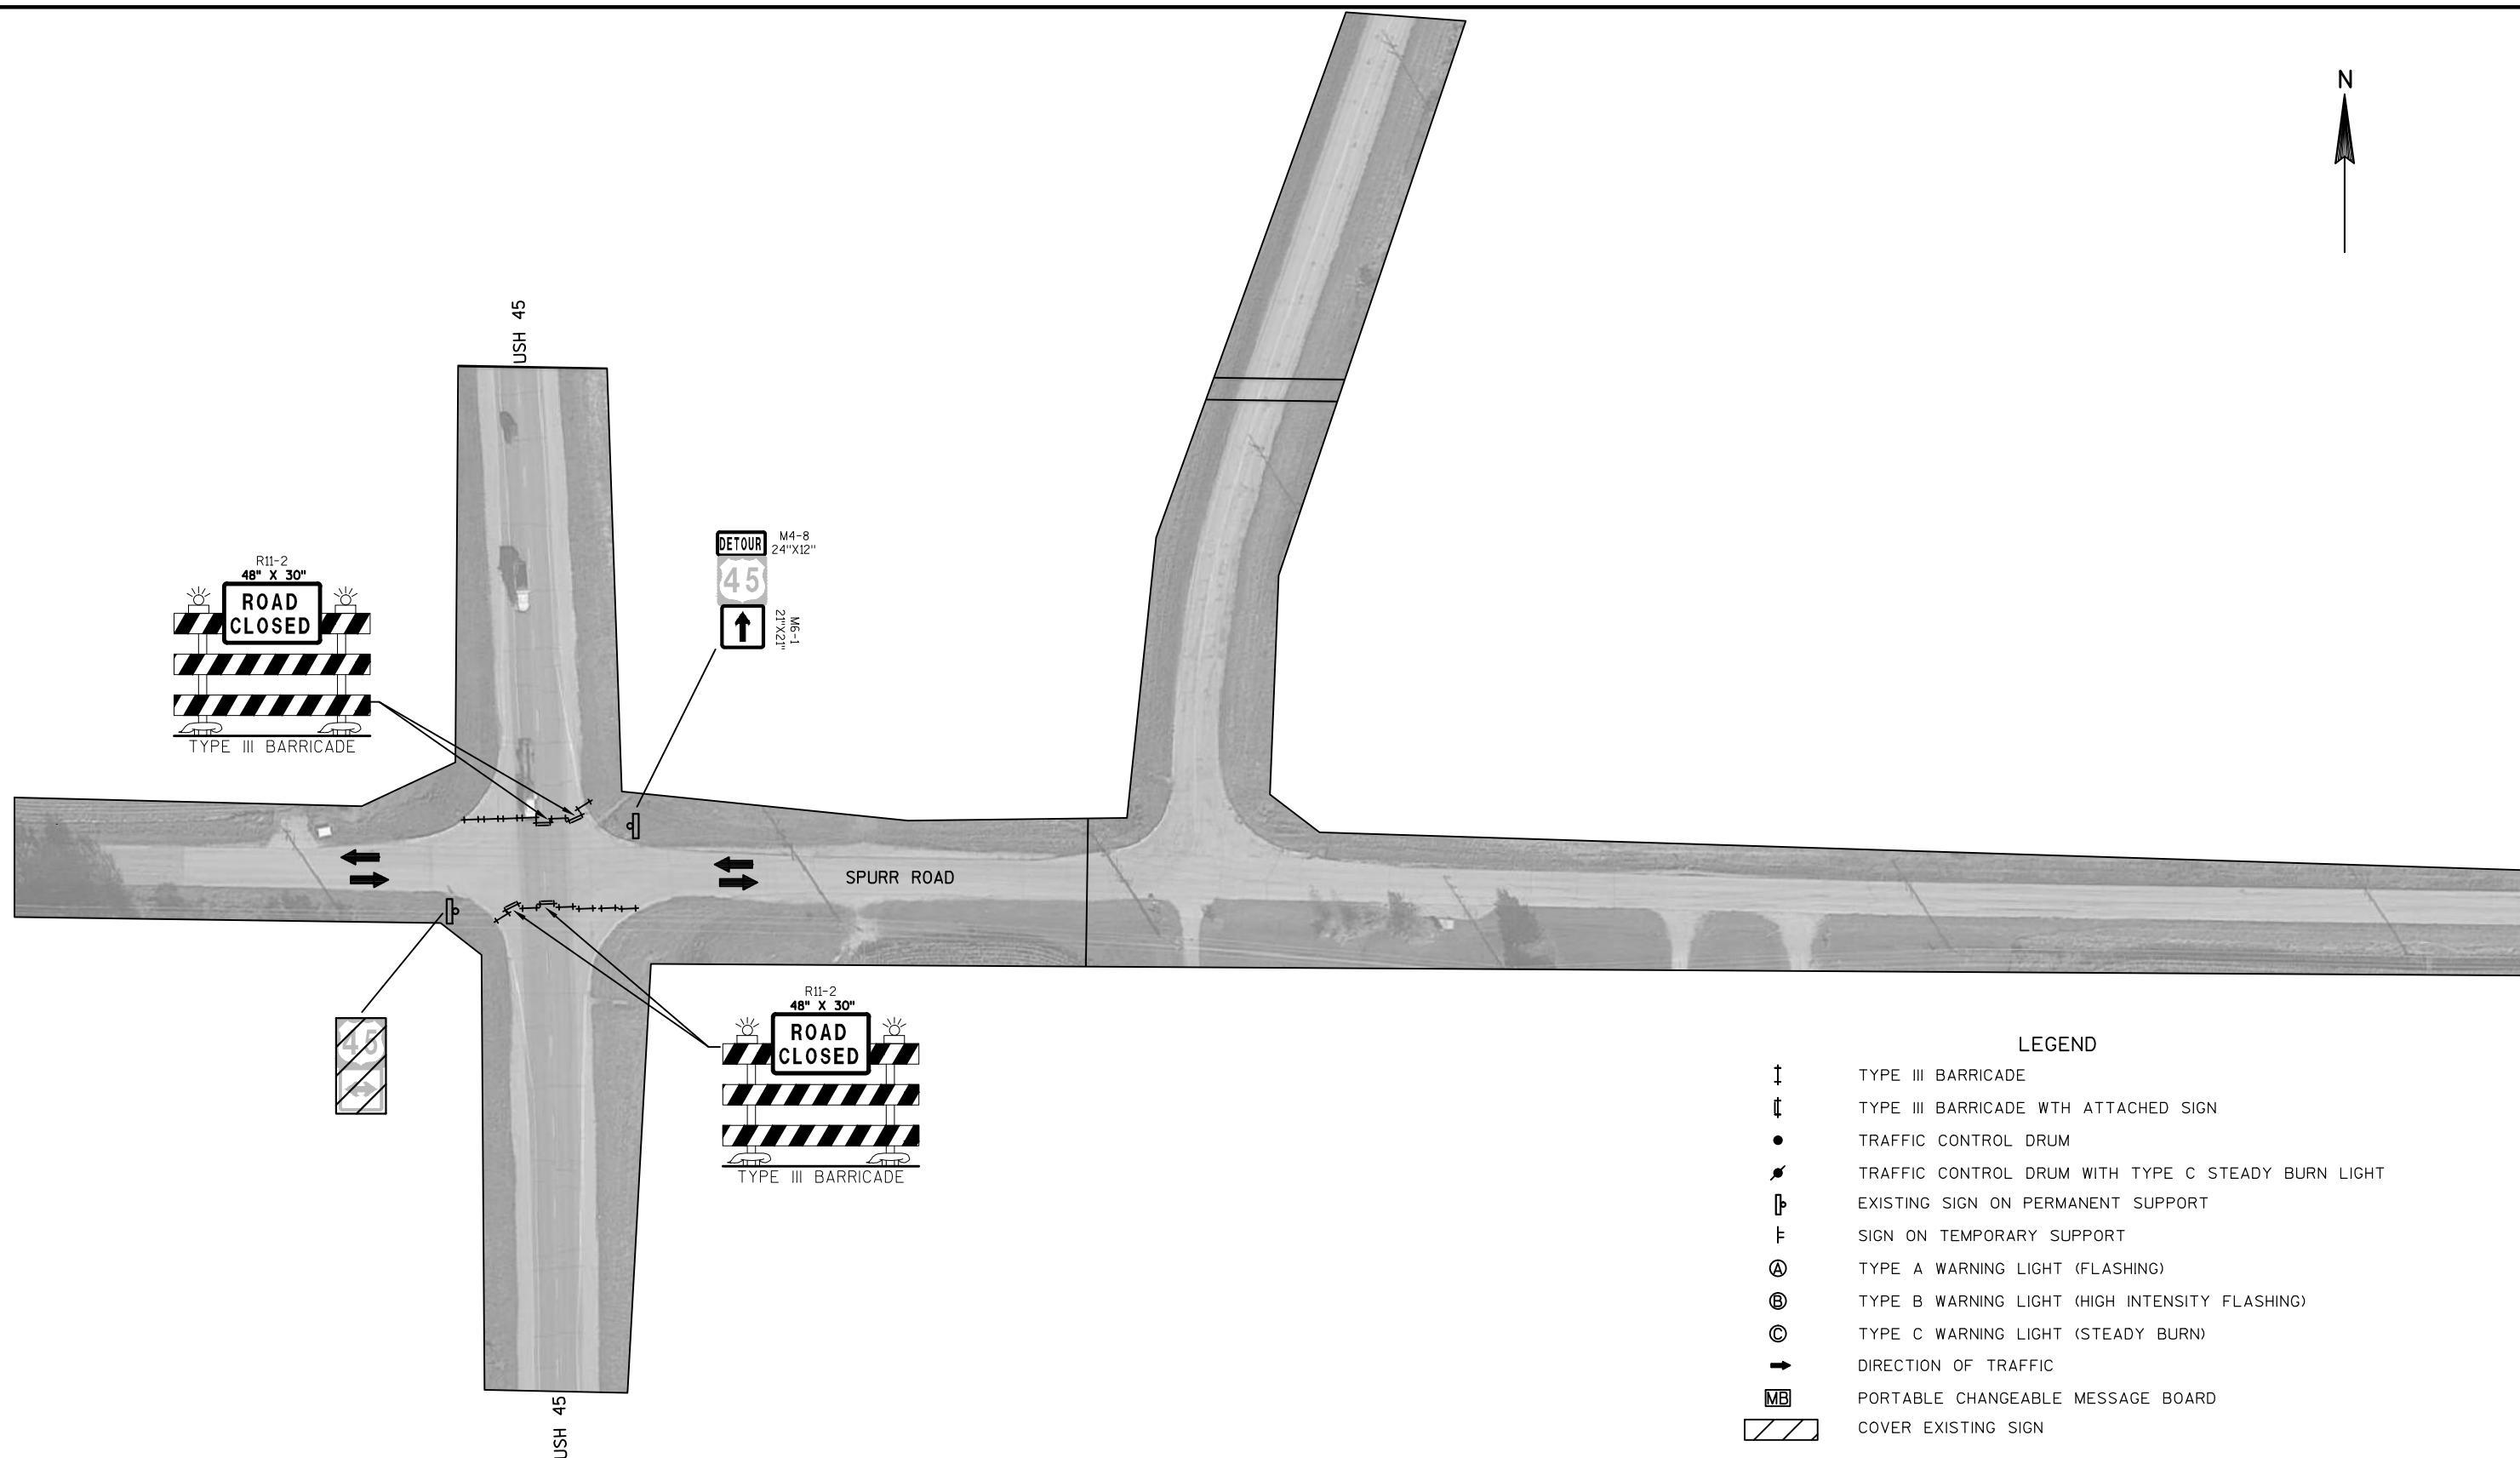 N
USH 45
DETOUR
M4-8
24"X12"
45
M6-1
21"X21"
R11-2
48" X 30"
ROAD
CLOSED
TYPE III BARRICADE
SPURR ROAD
45
R11-2
48" X 30"
ROAD
CLOSED
TYPE III BARRICADE
USH 45
LEGEND
TYPE III BARRICADE
TYPE III BARRICADE WTH ATTACHED SIGN
TRAFFIC CONTROL DRUM
TRAFFIC CONTROL DRUM WITH TYPE C STEADY BURN LIGHT
EXISTING SIGN ON PERMANENT SUPPORT
SIGN ON TEMPORARY SUPPORT
A TYPE A WARNING LIGHT (FLASHING)
B TYPE B WARNING LIGHT (HIGH INTENSITY FLASHING)
C TYPE C WARNING LIGHT (STEADY BURN)
DIRECTION OF TRAFFIC
MB PORTABLE CHANGEABLE MESSAGE BOARD
COVER EXISTING SIGN